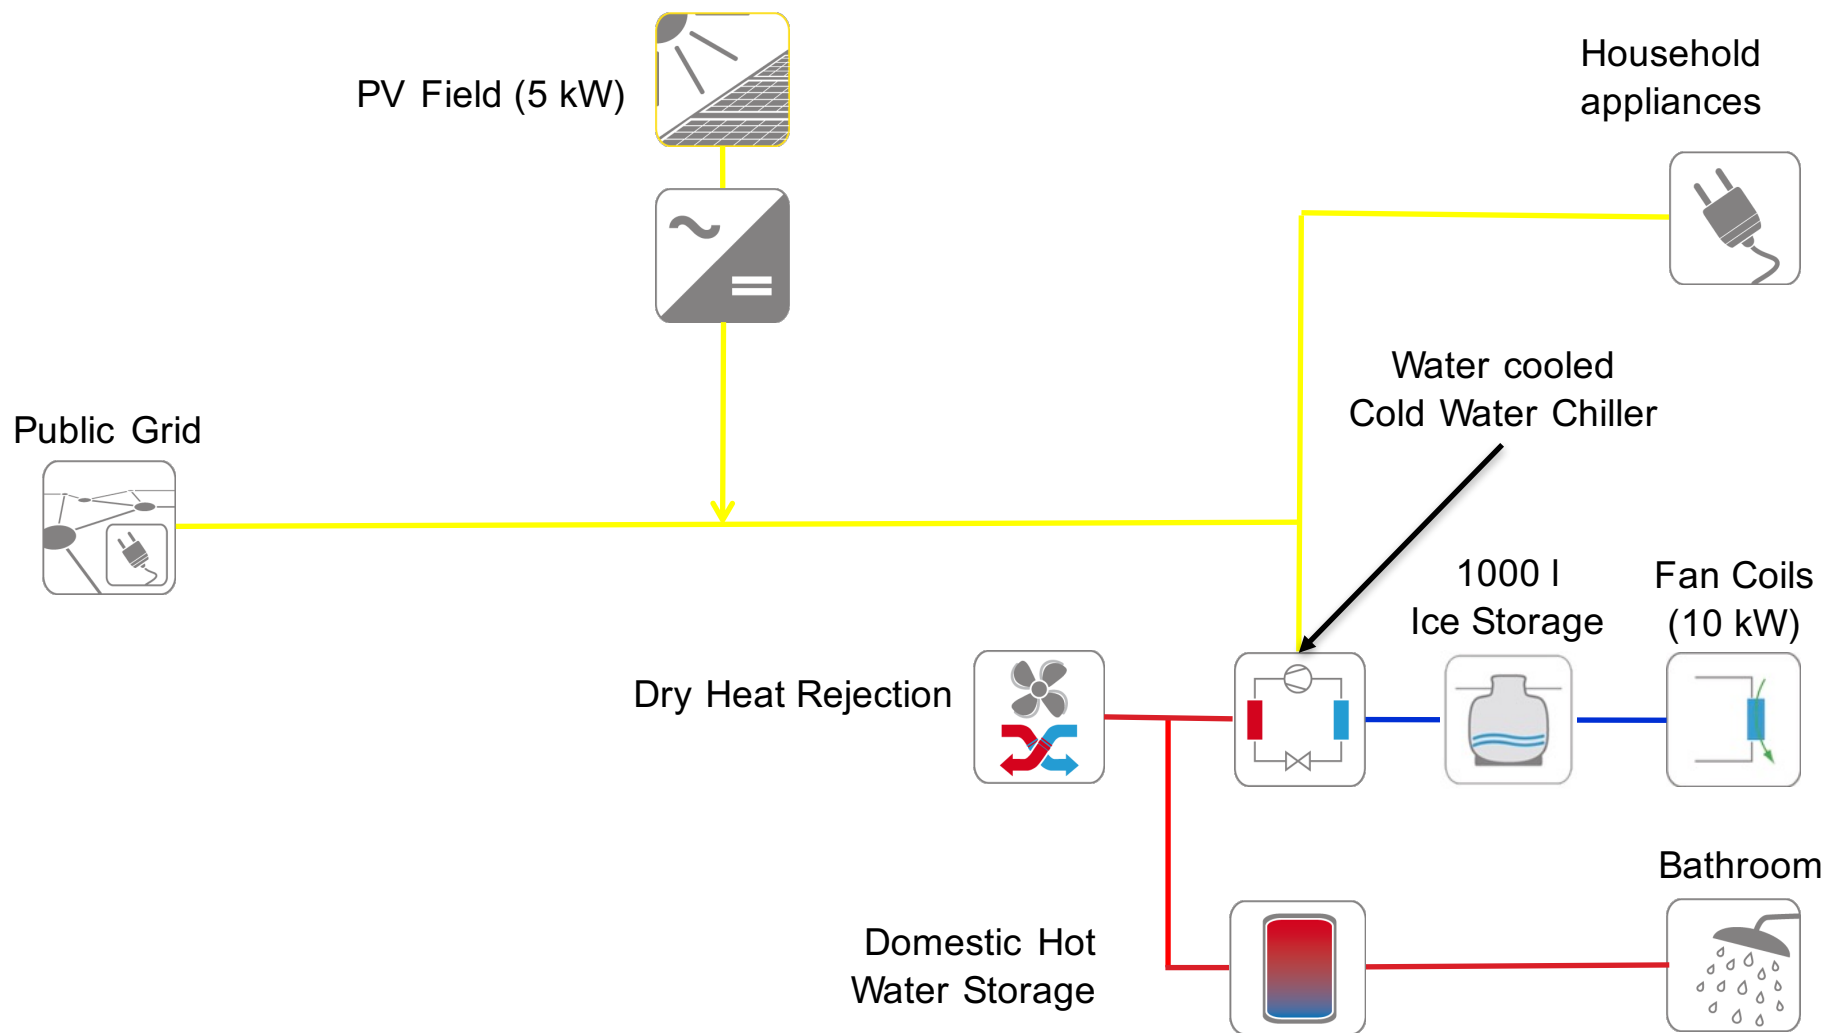 PV Field (5 kW)
Household
appliances
Water cooled
Cold Water Chiller
Public Grid
1000 l
Ice Storage
Fan Coils
(10 kW)
Dry Heat Rejection
Bathroom
Domestic Hot
Water Storage